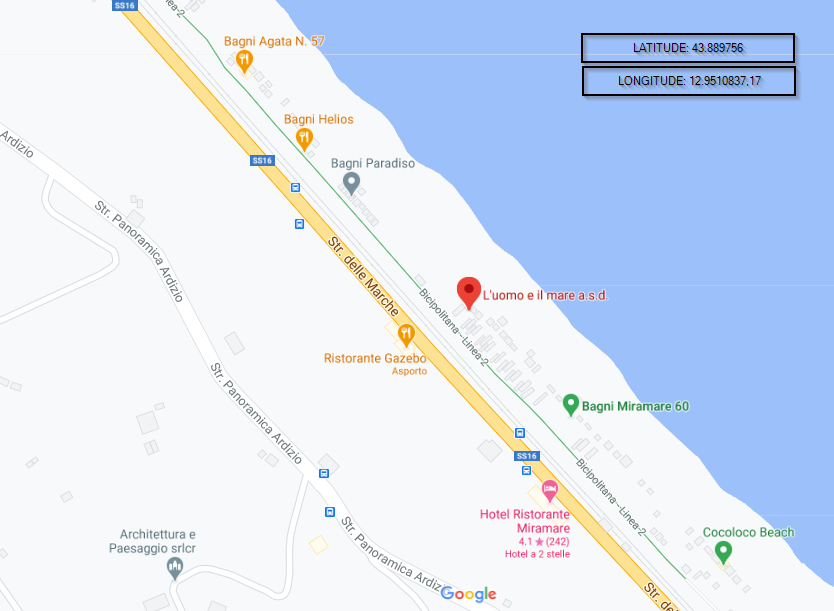 SS16
ea-2
Bagni Agata N. 57
LATITUDE: 43.889756
LONGITUDE: 12.9510837,17
Bagni Helios
Ardizio
SS16
Bagni Paradiso
Str. Panoramica Ardizio
Str. delle Marche
L'uomo e il mare a.s.d.
Bicipolitana - Linea-2
Ristorante Gazebo
Asporto
Str. Panoramica Ardizio
Bagni Miramare 60
SS16
Bicipolitana - Linea-2
Hotel Ristorante
Miramare
4.1★(242)
Hotel a 2 stelle
Architettura e
Paesaggio srlcr
Str. Panoramica Ardizio
Cocoloco Beach
Google
Str. de